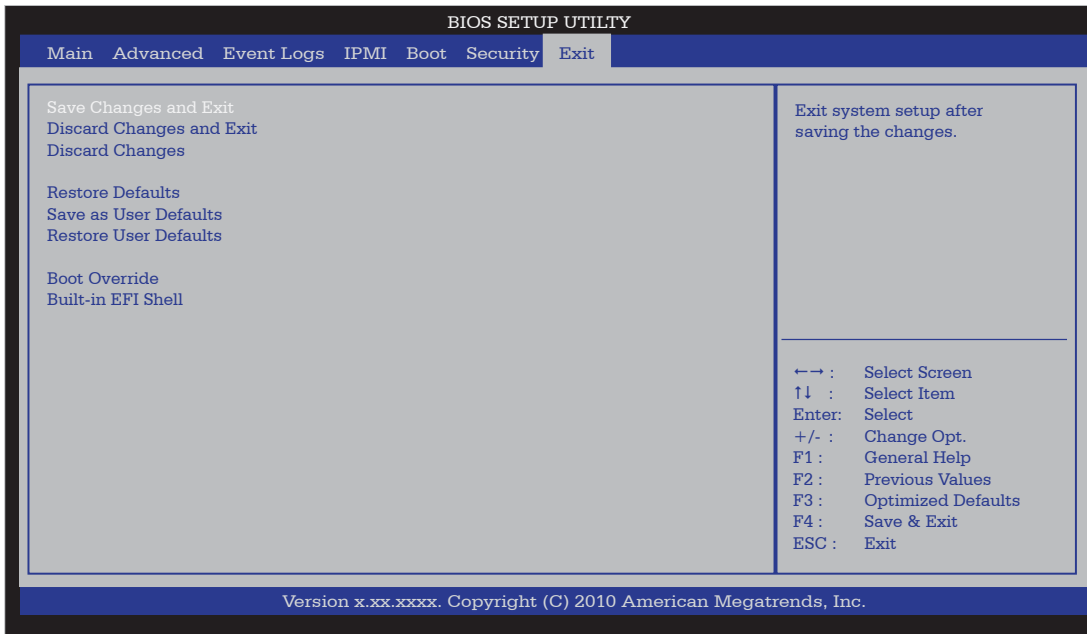 BIOS SETUP UTILTY
Main Advanced Event Logs IPMI Boot Security Exit
Save Changes and Exit
Discard Changes and Exit
Discard Changes
Restore Defaults
Save as User Defaults
Restore User Defaults
Boot Override
Built-in EFI Shell
Exit system setup after
saving the changes.
←→ : Select Screen
↑↓ : Select Item
Enter: Select
+/- : Change Opt.
F1 : General Help
F2 : Previous Values
F3 : Optimized Defaults
F4 : Save & Exit
ESC : Exit
Version x.xx.xxxx. Copyright (C) 2010 American Megatrends, Inc.